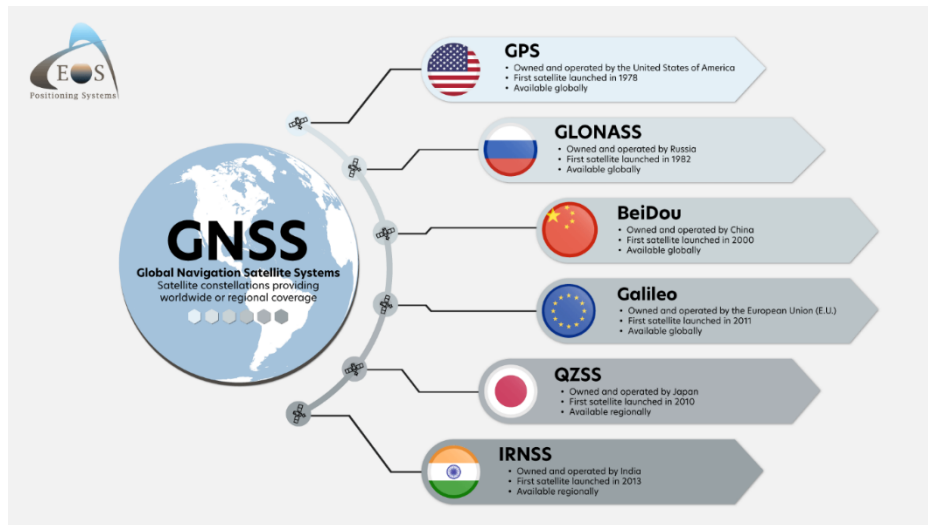 EOS
Positioning Systems
GNSS
Global Navigation Satellite Systems
Satellite constellations providing
worldwide or regional coverage
GPS
• Owned and operated by the United States of America
• First satellite launched in 1978
• Available globally
GLONASS
• Owned and operated by Russia
• First satellite launched in 1982
• Available globally
BeiDou
• Owned and operated by China
• First satellite launched in 2000
• Available globally
Galileo
• Owned and operated by the European Union (E.U.)
• First satellite launched in 2011
• Available globally
QZSS
• Owned and operated by Japan
• First satellite launched in 2010
• Available regionally
IRNSS
• Owned and operated by India
• First satellite launched in 2013
• Available regionally